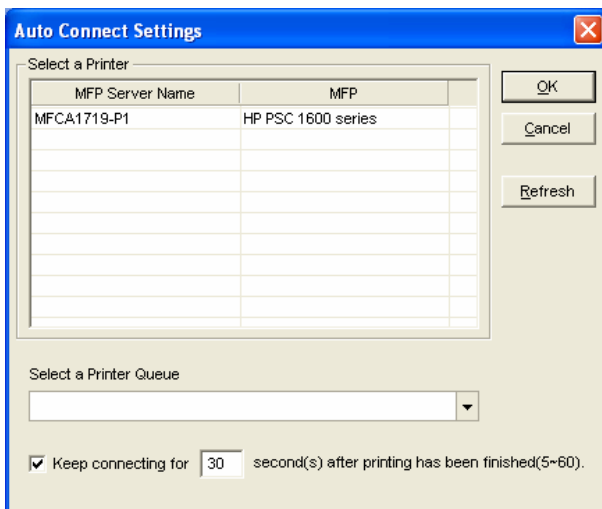 Auto Connect Settings
Select a Printer
MFP Server Name MFP
MFCA1719-P1 HP PSC 1600 series
OK
Cancel
Refresh
Select a Printer Queue
Keep connecting for 30 second(s) after printing has been finished(5~60).